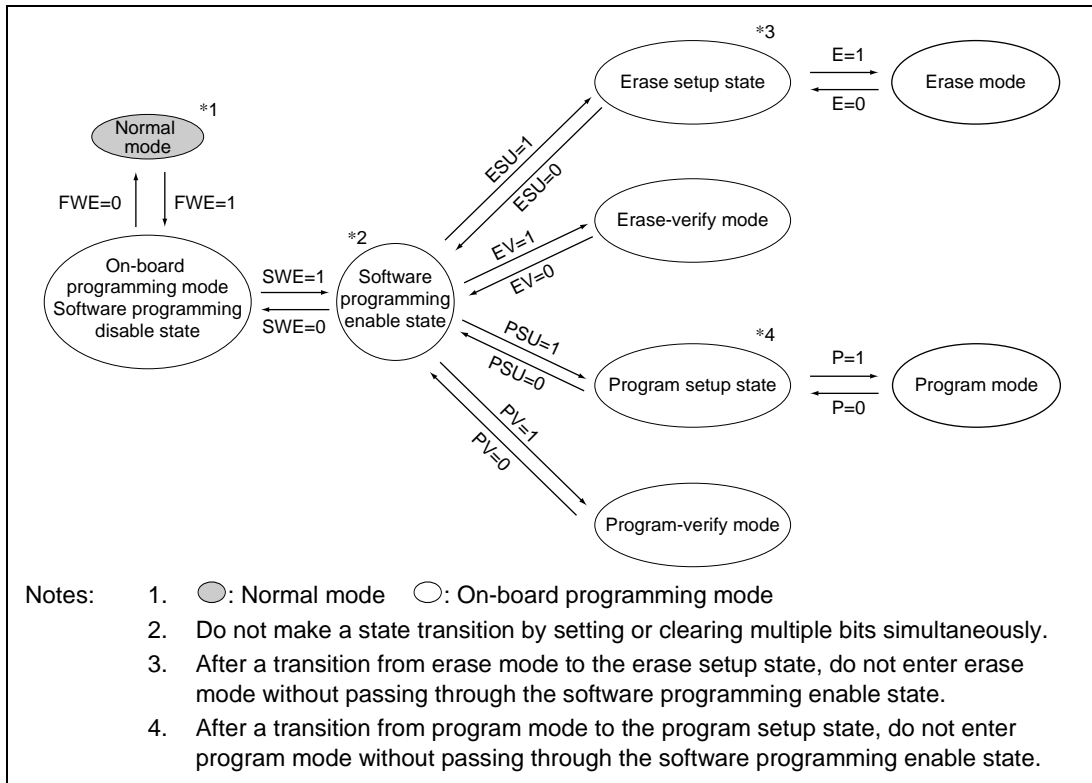 *3
Erase setup state
E=1
E=0
Erase mode
*1
Normal
mode
ESU=1
ESU=0
FWE=0
FWE=1
Erase-verify mode
*2
EV=1
EV=0
On-board
programming mode
Software programming
disable state
SWE=1
SWE=0
Software
programming
enable state
PSU=1
PSU=0
*4
Program setup state
P=1
P=0
Program mode
PV=1
PV=0
Program-verify mode
Notes: 1. : Normal mode : On-board programming mode
2. Do not make a state transition by setting or clearing multiple bits simultaneously.
3. After a transition from erase mode to the erase setup state, do not enter erase
mode without passing through the software programming enable state.
4. After a transition from program mode to the program setup state, do not enter
program mode without passing through the software programming enable state.